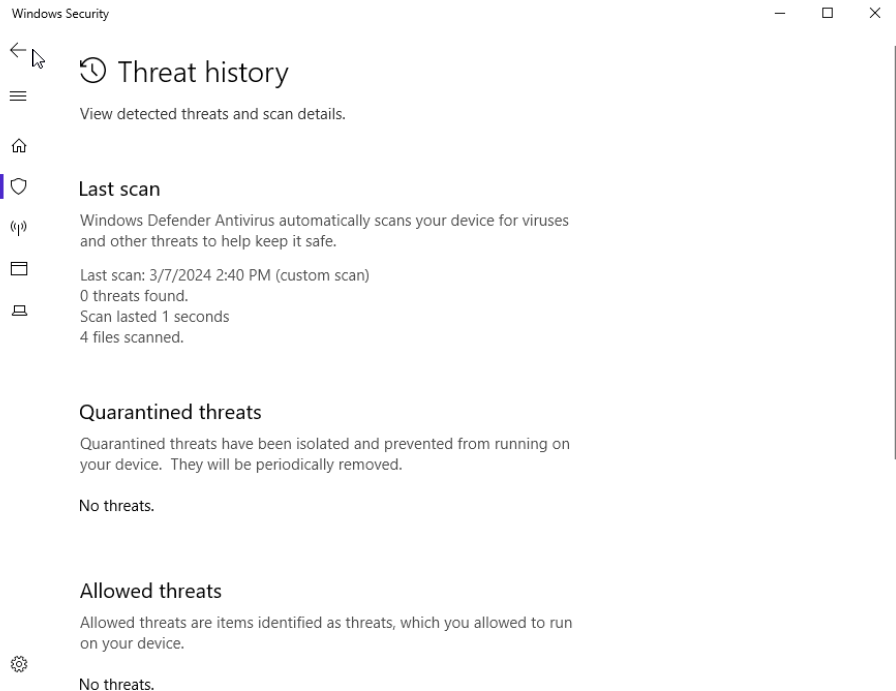 Windows Security
Threat history
View detected threats and scan details.
Last scan
Windows Defender Antivirus automatically scans your device for viruses
and other threats to help keep it safe.
Last scan: 3/7/2024 2:40 PM (custom scan)
0 threats found.
Scan lasted 1 seconds
4 files scanned.
Quarantined threats
Quarantined threats have been isolated and prevented from running on
your device.  They will be periodically removed.
No threats.
Allowed threats
Allowed threats are items identified as threats, which you allowed to run
on your device.
No threats.